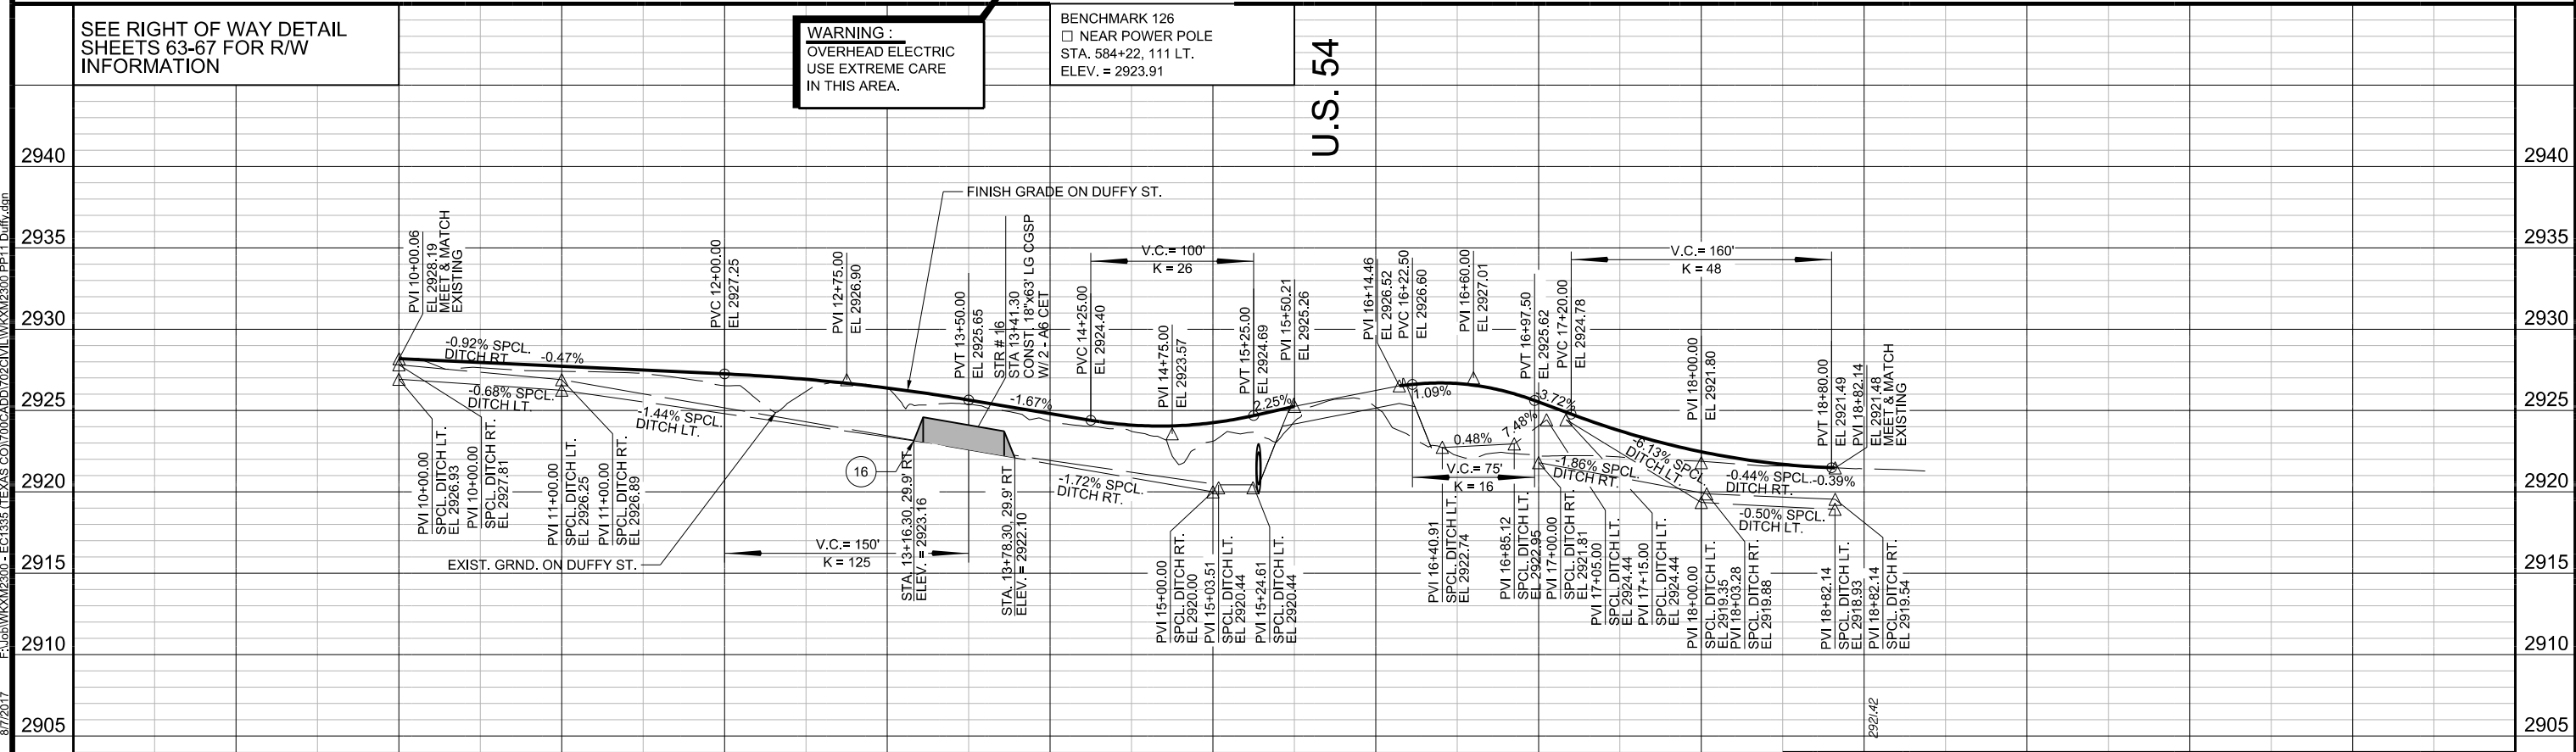 SEE RIGHT OF WAY DETAIL
SHEETS 63-67 FOR R/W
INFORMATION
WARNING :
OVERHEAD ELECTRIC
USE EXTREME CARE
IN THIS AREA.
BENCHMARK 126
□ NEAR POWER POLE
STA. 584+22, 111 LT.
ELEV. = 2923.91
U.S. 54
2940
2935
2930
2925
2920
2915
2910
2905
2940
2935
2930
2925
2920
2915
2910
2905
FINISH GRADE ON DUFFY ST.
PVI 10+00.06
EL 2928.19
MEET & MATCH
EXISTING
-0.92% SPCL.
DITCH RT.
-0.47%
-0.68% SPCL.
DITCH LT.
-1.44% SPCL.
DITCH LT.
PVI 10+00.00
SPCL. DITCH LT.
EL 2926.93
PVI 10+00.00
SPCL. DITCH RT.
EL 2927.81
PVI 11+00.00
SPCL. DITCH LT.
EL 2926.25
PVI 11+00.00
SPCL. DITCH RT.
EL 2926.89
EXIST. GRND. ON DUFFY ST.
PVC 12+00.00
EL 2927.25
PVI 12+75.00
EL 2926.90
V.C.= 150'
K = 125
16
STA. 13+16.30, 29.9' RT.
ELEV. = 2923.16
PVT 13+50.00
EL 2925.65
STR # 16
STA 13+41.30
CONST. 18"x63' LG CGSP
W/ 2 - A6 CET
STA. 13+78.30, 29.9' RT
ELEV. = 2922.10
-1.67%
-1.72% SPCL.
DITCH RT.
PVC 14+25.00
EL 2924.40
V.C.= 100'
K = 26
PVI 14+75.00
EL 2923.57
PVT 15+25.00
EL 2924.69
PVI 15+50.21
EL 2925.26
2.25%
PVI 15+00.00
SPCL. DITCH RT.
EL 2920.00
PVI 15+03.51
SPCL. DITCH LT.
EL 2920.44
PVI 15+24.61
SPCL. DITCH LT.
EL 2920.44
PVI 16+14.46
EL 2926.52
PVC 16+22.50
EL 2926.60
PVI 16+60.00
EL 2927.01
1.09%
0.48%
7.48%
V.C.= 75'
K = 16
PVT 16+97.50
EL 2925.62
PVC 17+20.00
EL 2924.78
-3.72%
V.C.= 160'
K = 48
PVI 16+40.91
SPCL. DITCH LT.
EL 2922.74
PVI 16+85.12
SPCL. DITCH LT.
EL 2922.95
PVI 17+00.00
SPCL. DITCH RT.
EL 2921.81
PVI 17+05.00
SPCL. DITCH LT.
EL 2924.44
PVI 17+15.00
SPCL. DITCH LT.
EL 2924.44
-1.86% SPCL.
DITCH RT.
-6.13% SPCL.
DITCH LT.
PVI 18+00.00
EL 2921.80
PVI 18+00.00
SPCL. DITCH LT.
EL 2919.35
PVI 18+03.28
SPCL. DITCH RT.
EL 2919.88
-0.44% SPCL.
DITCH RT.
-0.39%
-0.50% SPCL.
DITCH LT.
PVT 18+80.00
EL 2921.49
PVI 18+82.14
EL 2921.48
MEET & MATCH
EXISTING
PVI 18+82.14
SPCL. DITCH LT.
EL 2918.93
PVI 18+82.14
SPCL. DITCH RT.
EL 2919.54
2921.42
8/7/2017
F:\Job\WKXM2300 - EC1335 (TEXAS CO)\700CADD\702CIVIL\WKXM2300 PP11 Duffy.dgn